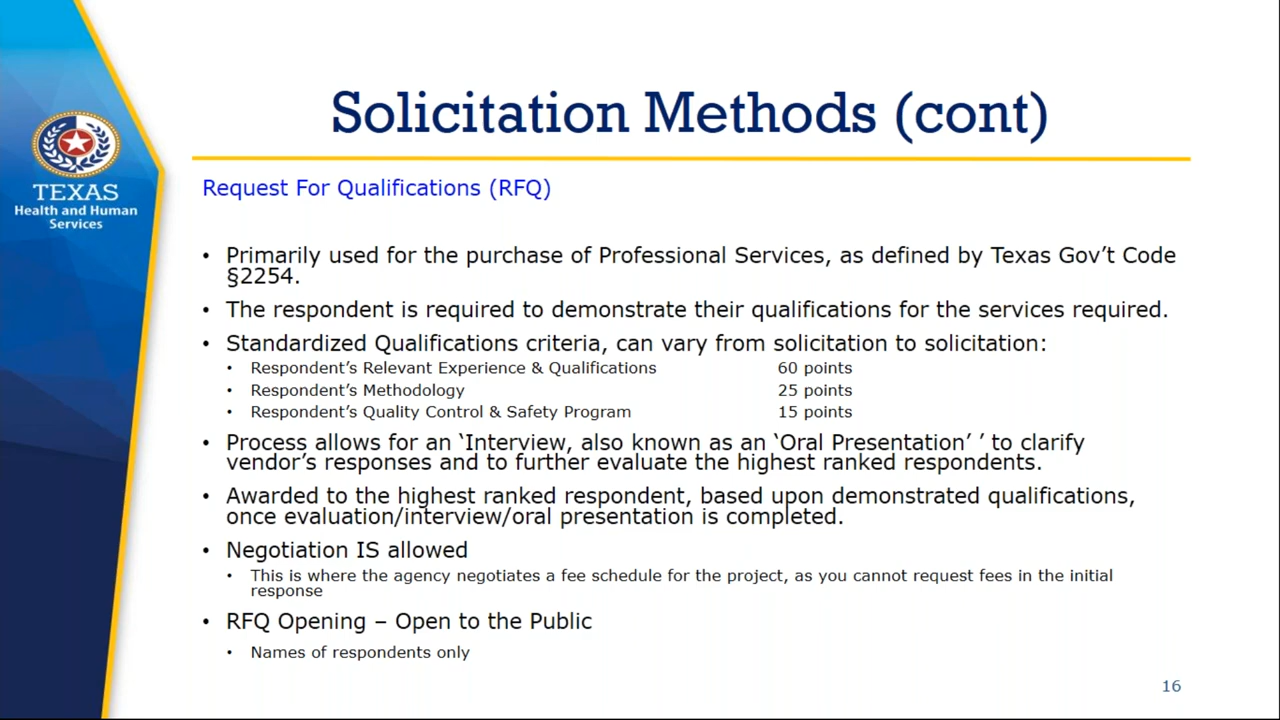 TEXAS
Health and Human
Services
Solicitation Methods (cont)
Request For Qualifications (RFQ)
• Primarily used for the purchase of Professional Services, as defined by Texas Gov’t Code
§2254.
• The respondent is required to demonstrate their qualifications for the services required.
• Standardized Qualifications criteria, can vary from solicitation to solicitation:
• Respondent’s Relevant Experience & Qualifications 60 points
• Respondent’s Methodology 25 points
• Respondent’s Quality Control & Safety Program 15 points
• Process allows for an ‘Interview, also known as an ‘Oral Presentation’ ’ to clarify
vendor’s responses and to further evaluate the highest ranked respondents.
• Awarded to the highest ranked respondent, based upon demonstrated qualifications,
once evaluation/interview/oral presentation is completed.
• Negotiation IS allowed
• This is where the agency negotiates a fee schedule for the project, as you cannot request fees in the initial
response
• RFQ Opening – Open to the Public
• Names of respondents only
16